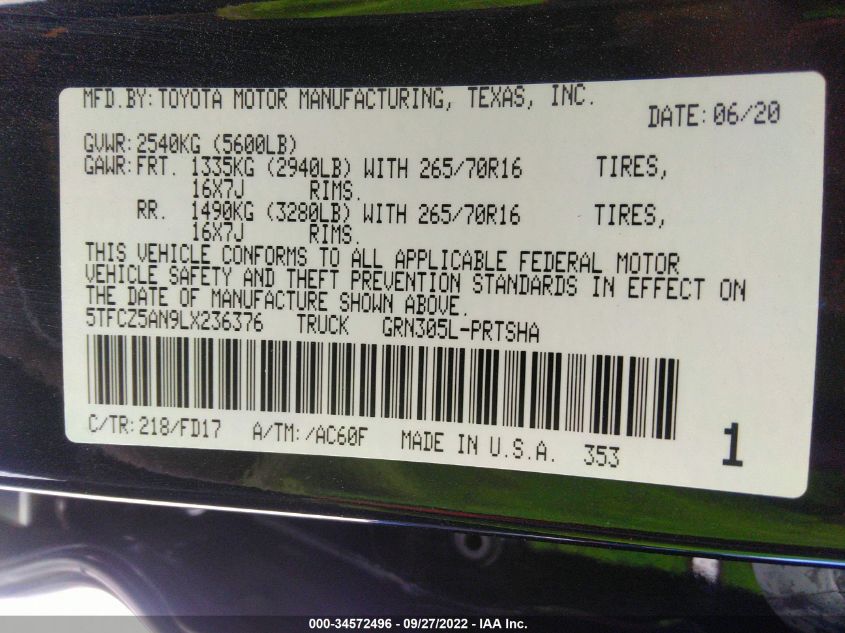 MFD.BY: TOYOTA MOTOR MANUFACTURING, TEXAS, INC.
DATE: 06/20
GVWR: 2540KG (5600LB)
GAWR: FRT. 1335KG (2940LB) WITH 265/70R16 TIRES,
16X7J RIMS.
RR. 1490KG (3280LB) WITH 265/70R16 TIRES,
16X7J RIMS.
THIS VEHICLE CONFORMS TO ALL APPLICABLE FEDERAL MOTOR
VEHICLE SAFETY AND THEFT PREVENTION STANDARDS IN EFFECT ON
THE DATE OF MANUFACTURE SHOWN ABOVE.
5TFCZ5AN9LX236376 TRUCK GRN305L-PRTSHA
C/TR: 218/FD17 A/TM: /AC60F MADE IN U.S.A. 353 1
000-34572496 - 09/27/2022 - IAA Inc.